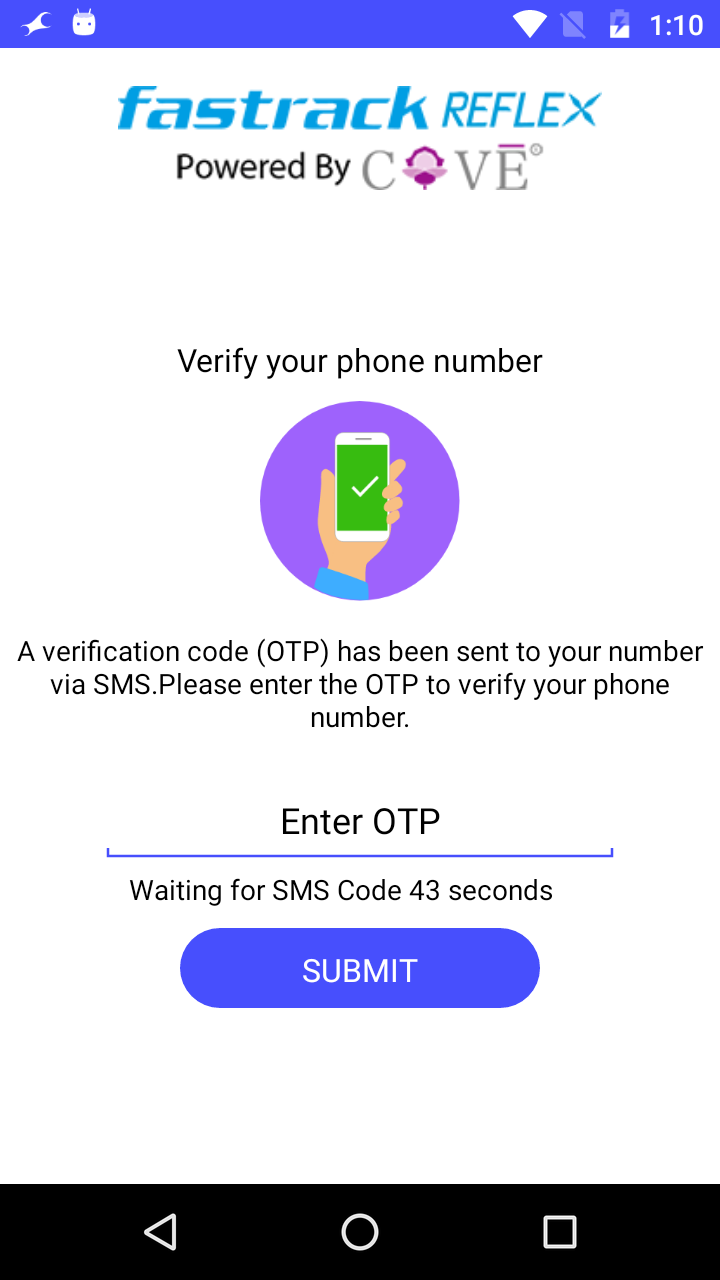 1:10
fastrack REFLEX
Powered By COVE®
Verify your phone number
A verification code (OTP) has been sent to your number
via SMS.Please enter the OTP to verify your phone
number.
Enter OTP
Waiting for SMS Code 43 seconds
SUBMIT